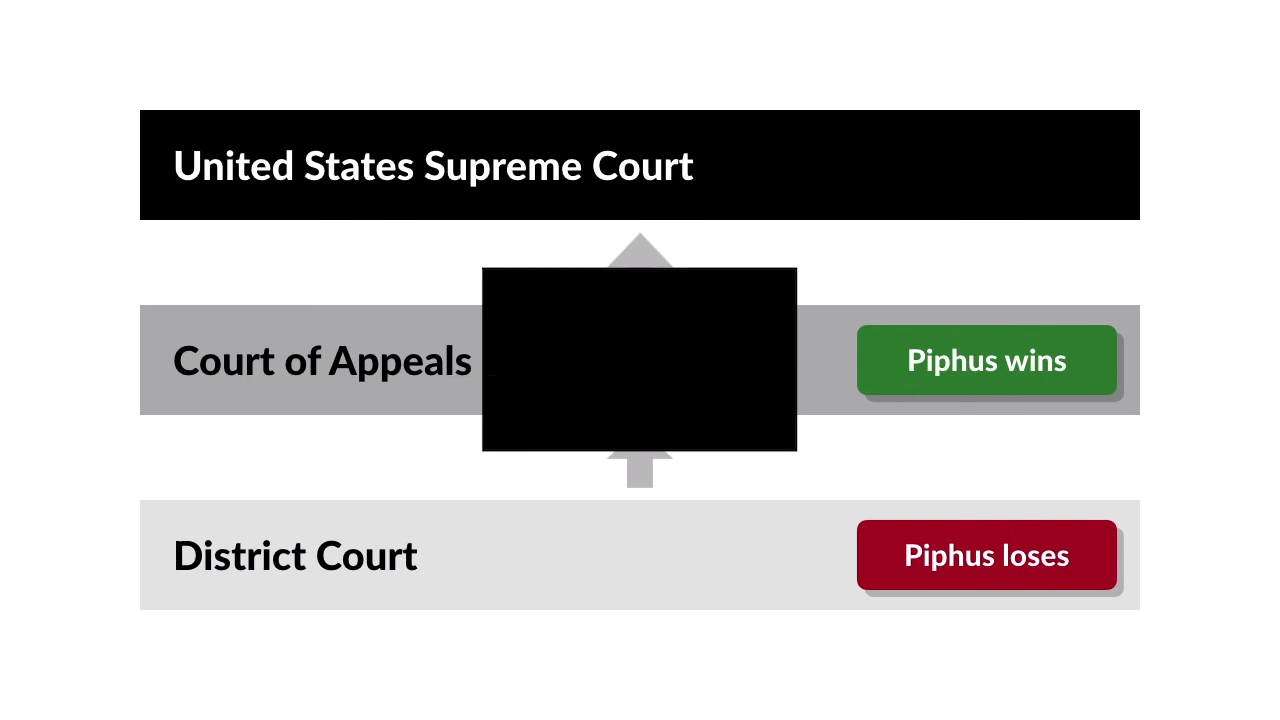 United States Supreme Court
Court of Appeals
Piphus wins
District Court
Piphus loses